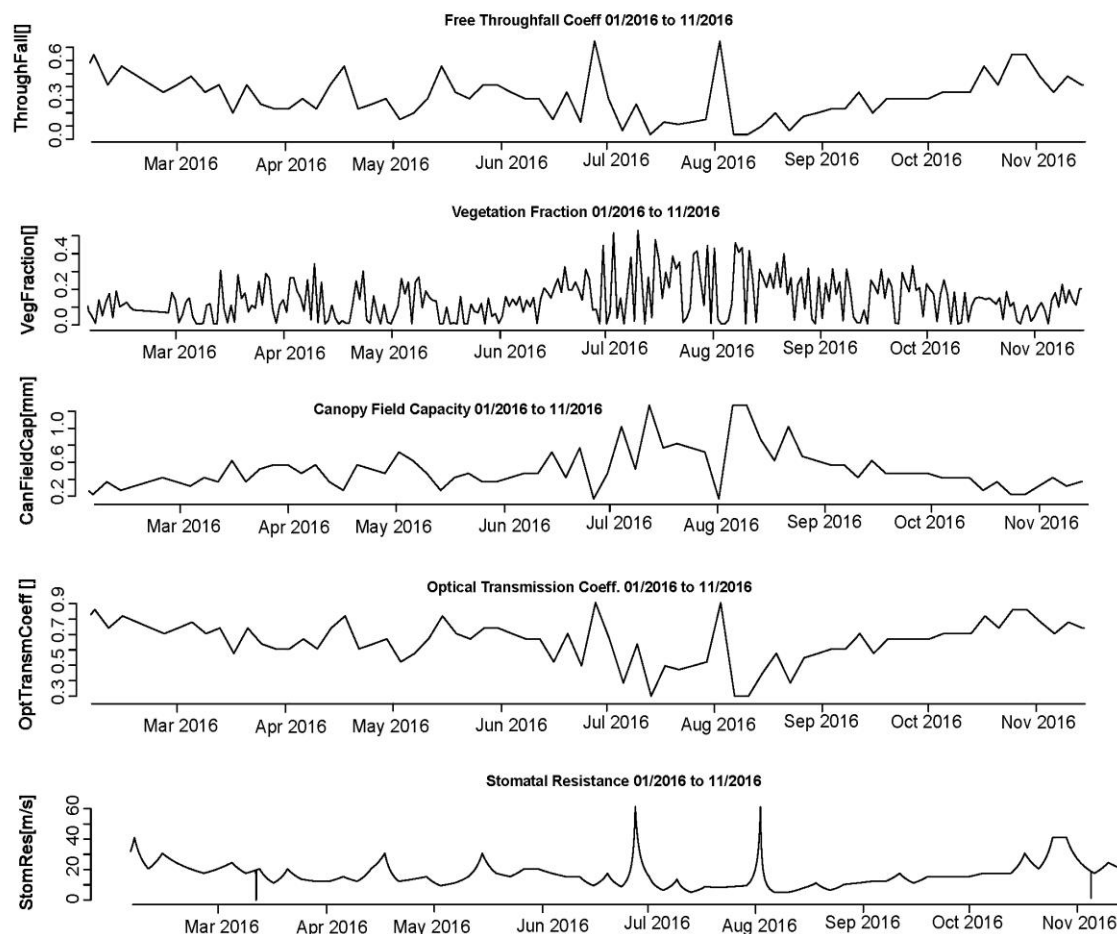 Free Throughfall Coeff 01/2016 to 11/2016
ThroughFall[]
0.0 0.3 0.6
Mar 2016 Apr 2016 May 2016 Jun 2016 Jul 2016 Aug 2016 Sep 2016 Oct 2016 Nov 2016
Vegetation Fraction 01/2016 to 11/2016
VegFraction[]
0.0 0.2 0.4
Mar 2016 Apr 2016 May 2016 Jun 2016 Jul 2016 Aug 2016 Sep 2016 Oct 2016 Nov 2016
Canopy Field Capacity 01/2016 to 11/2016
CanFieldCap[mm]
0.2 0.6 1.0
Mar 2016 Apr 2016 May 2016 Jun 2016 Jul 2016 Aug 2016 Sep 2016 Oct 2016 Nov 2016
Optical Transmission Coeff. 01/2016 to 11/2016
OptTransmCoeff []
0.3 0.5 0.7 0.9
Mar 2016 Apr 2016 May 2016 Jun 2016 Jul 2016 Aug 2016 Sep 2016 Oct 2016 Nov 2016
Stomatal Resistance 01/2016 to 11/2016
StomRes[m/s]
0 20 40 60
Mar 2016 Apr 2016 May 2016 Jun 2016 Jul 2016 Aug 2016 Sep 2016 Oct 2016 Nov 2016